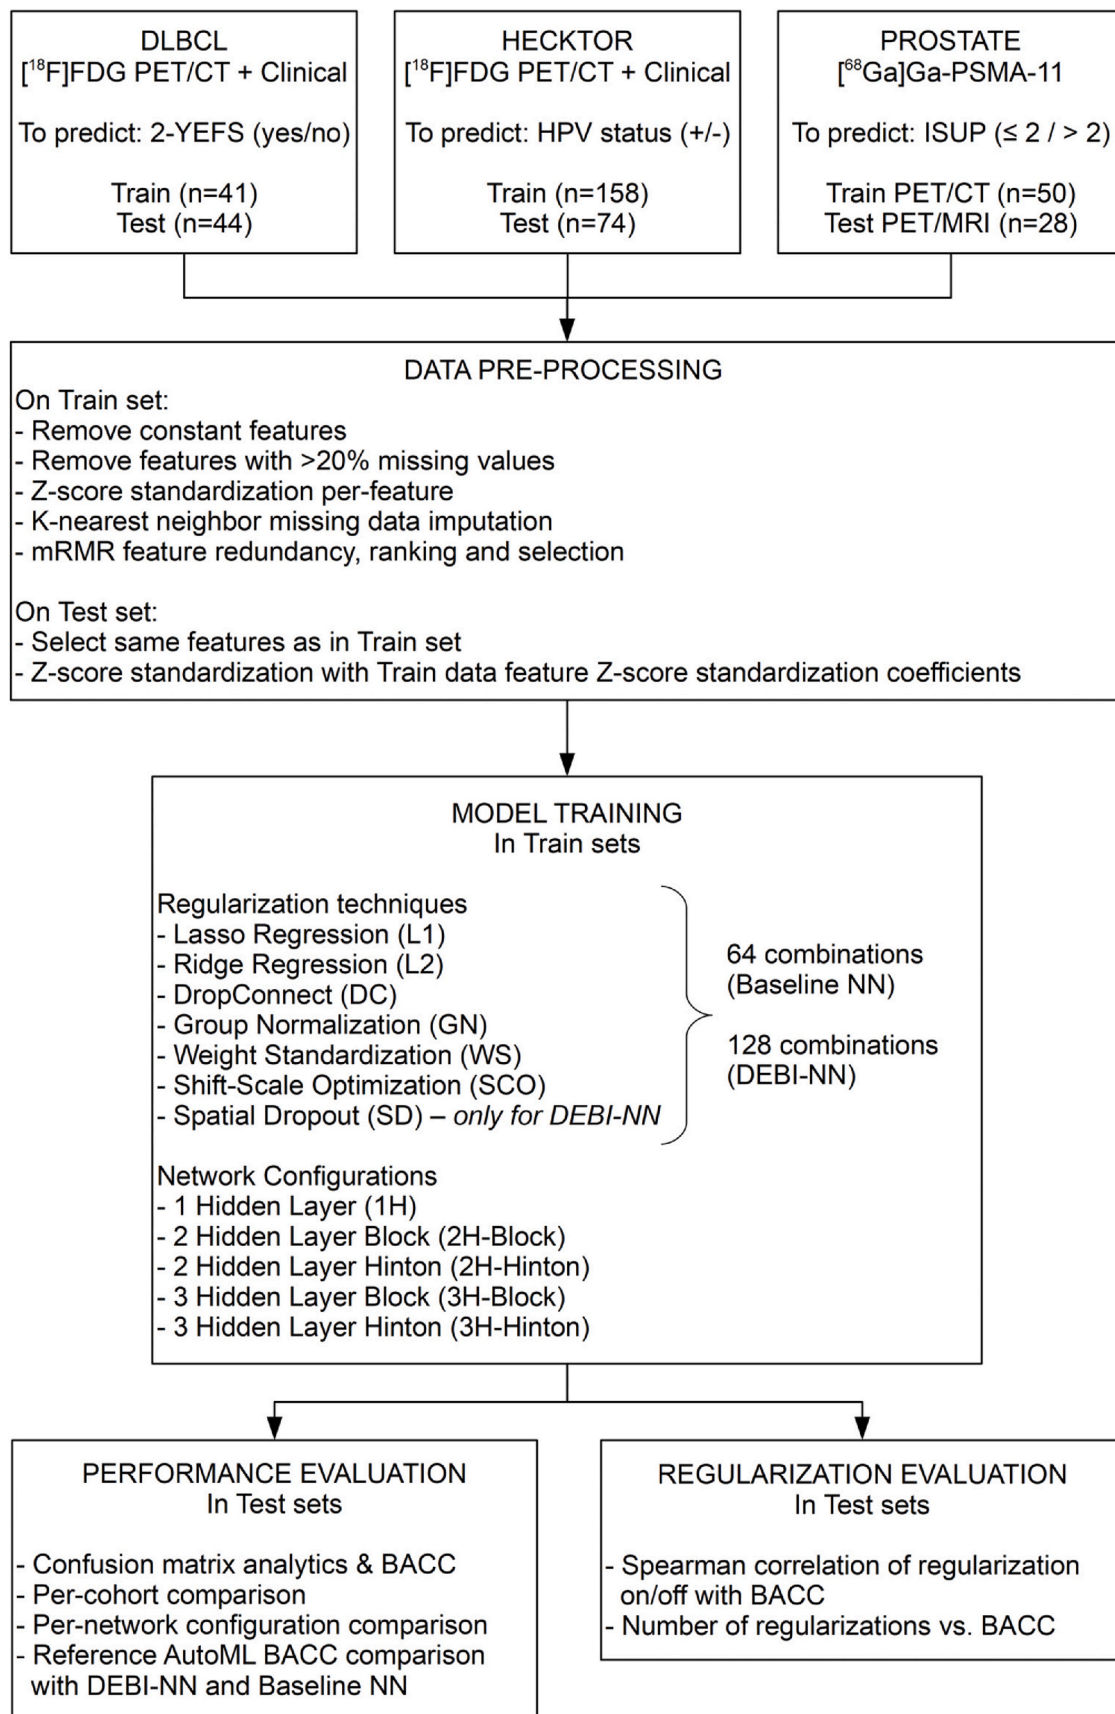 DLBCL
[18F]FDG PET/CT + Clinical
To predict: 2-YEFS (yes/no)
Train (n=41)
Test (n=44)
HECKTOR
[18F]FDG PET/CT + Clinical
To predict: HPV status (+/-)
Train (n=158)
Test (n=74)
PROSTATE
[68Ga]Ga-PSMA-11
To predict: ISUP (≤ 2 / > 2)
Train PET/CT (n=50)
Test PET/MRI (n=28)
DATA PRE-PROCESSING
On Train set:
- Remove constant features
- Remove features with >20% missing values
- Z-score standardization per-feature
- K-nearest neighbor missing data imputation
- mRMR feature redundancy, ranking and selection
On Test set:
- Select same features as in Train set
- Z-score standardization with Train data feature Z-score standardization coefficients
MODEL TRAINING
In Train sets
Regularization techniques
- Lasso Regression (L1)
- Ridge Regression (L2)
- DropConnect (DC)
- Group Normalization (GN)
- Weight Standardization (WS)
- Shift-Scale Optimization (SCO)
- Spatial Dropout (SD) – only for DEBI-NN
64 combinations
(Baseline NN)
128 combinations
(DEBI-NN)
Network Configurations
- 1 Hidden Layer (1H)
- 2 Hidden Layer Block (2H-Block)
- 2 Hidden Layer Hinton (2H-Hinton)
- 3 Hidden Layer Block (3H-Block)
- 3 Hidden Layer Hinton (3H-Hinton)
PERFORMANCE EVALUATION
In Test sets
- Confusion matrix analytics & BACC
- Per-cohort comparison
- Per-network configuration comparison
- Reference AutoML BACC comparison
with DEBI-NN and Baseline NN
REGULARIZATION EVALUATION
In Test sets
- Spearman correlation of regularization
on/off with BACC
- Number of regularizations vs. BACC